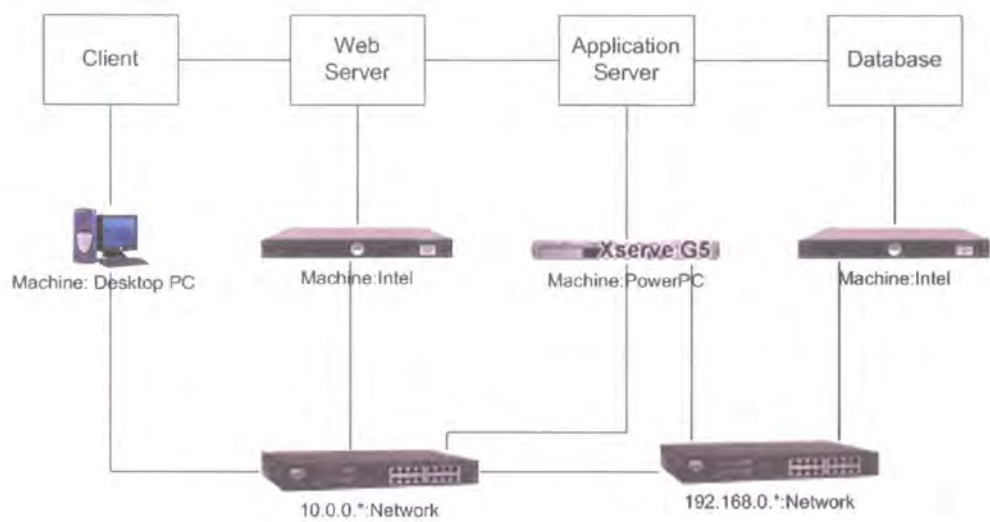 Client
Web
Server
Application
Server
Database
Xserve G5
Machine: Desktop PC
Machine:Intel
Machine:PowerPC
Machine:Intel
10.0.0.*:Network
192.168.0.*:Network